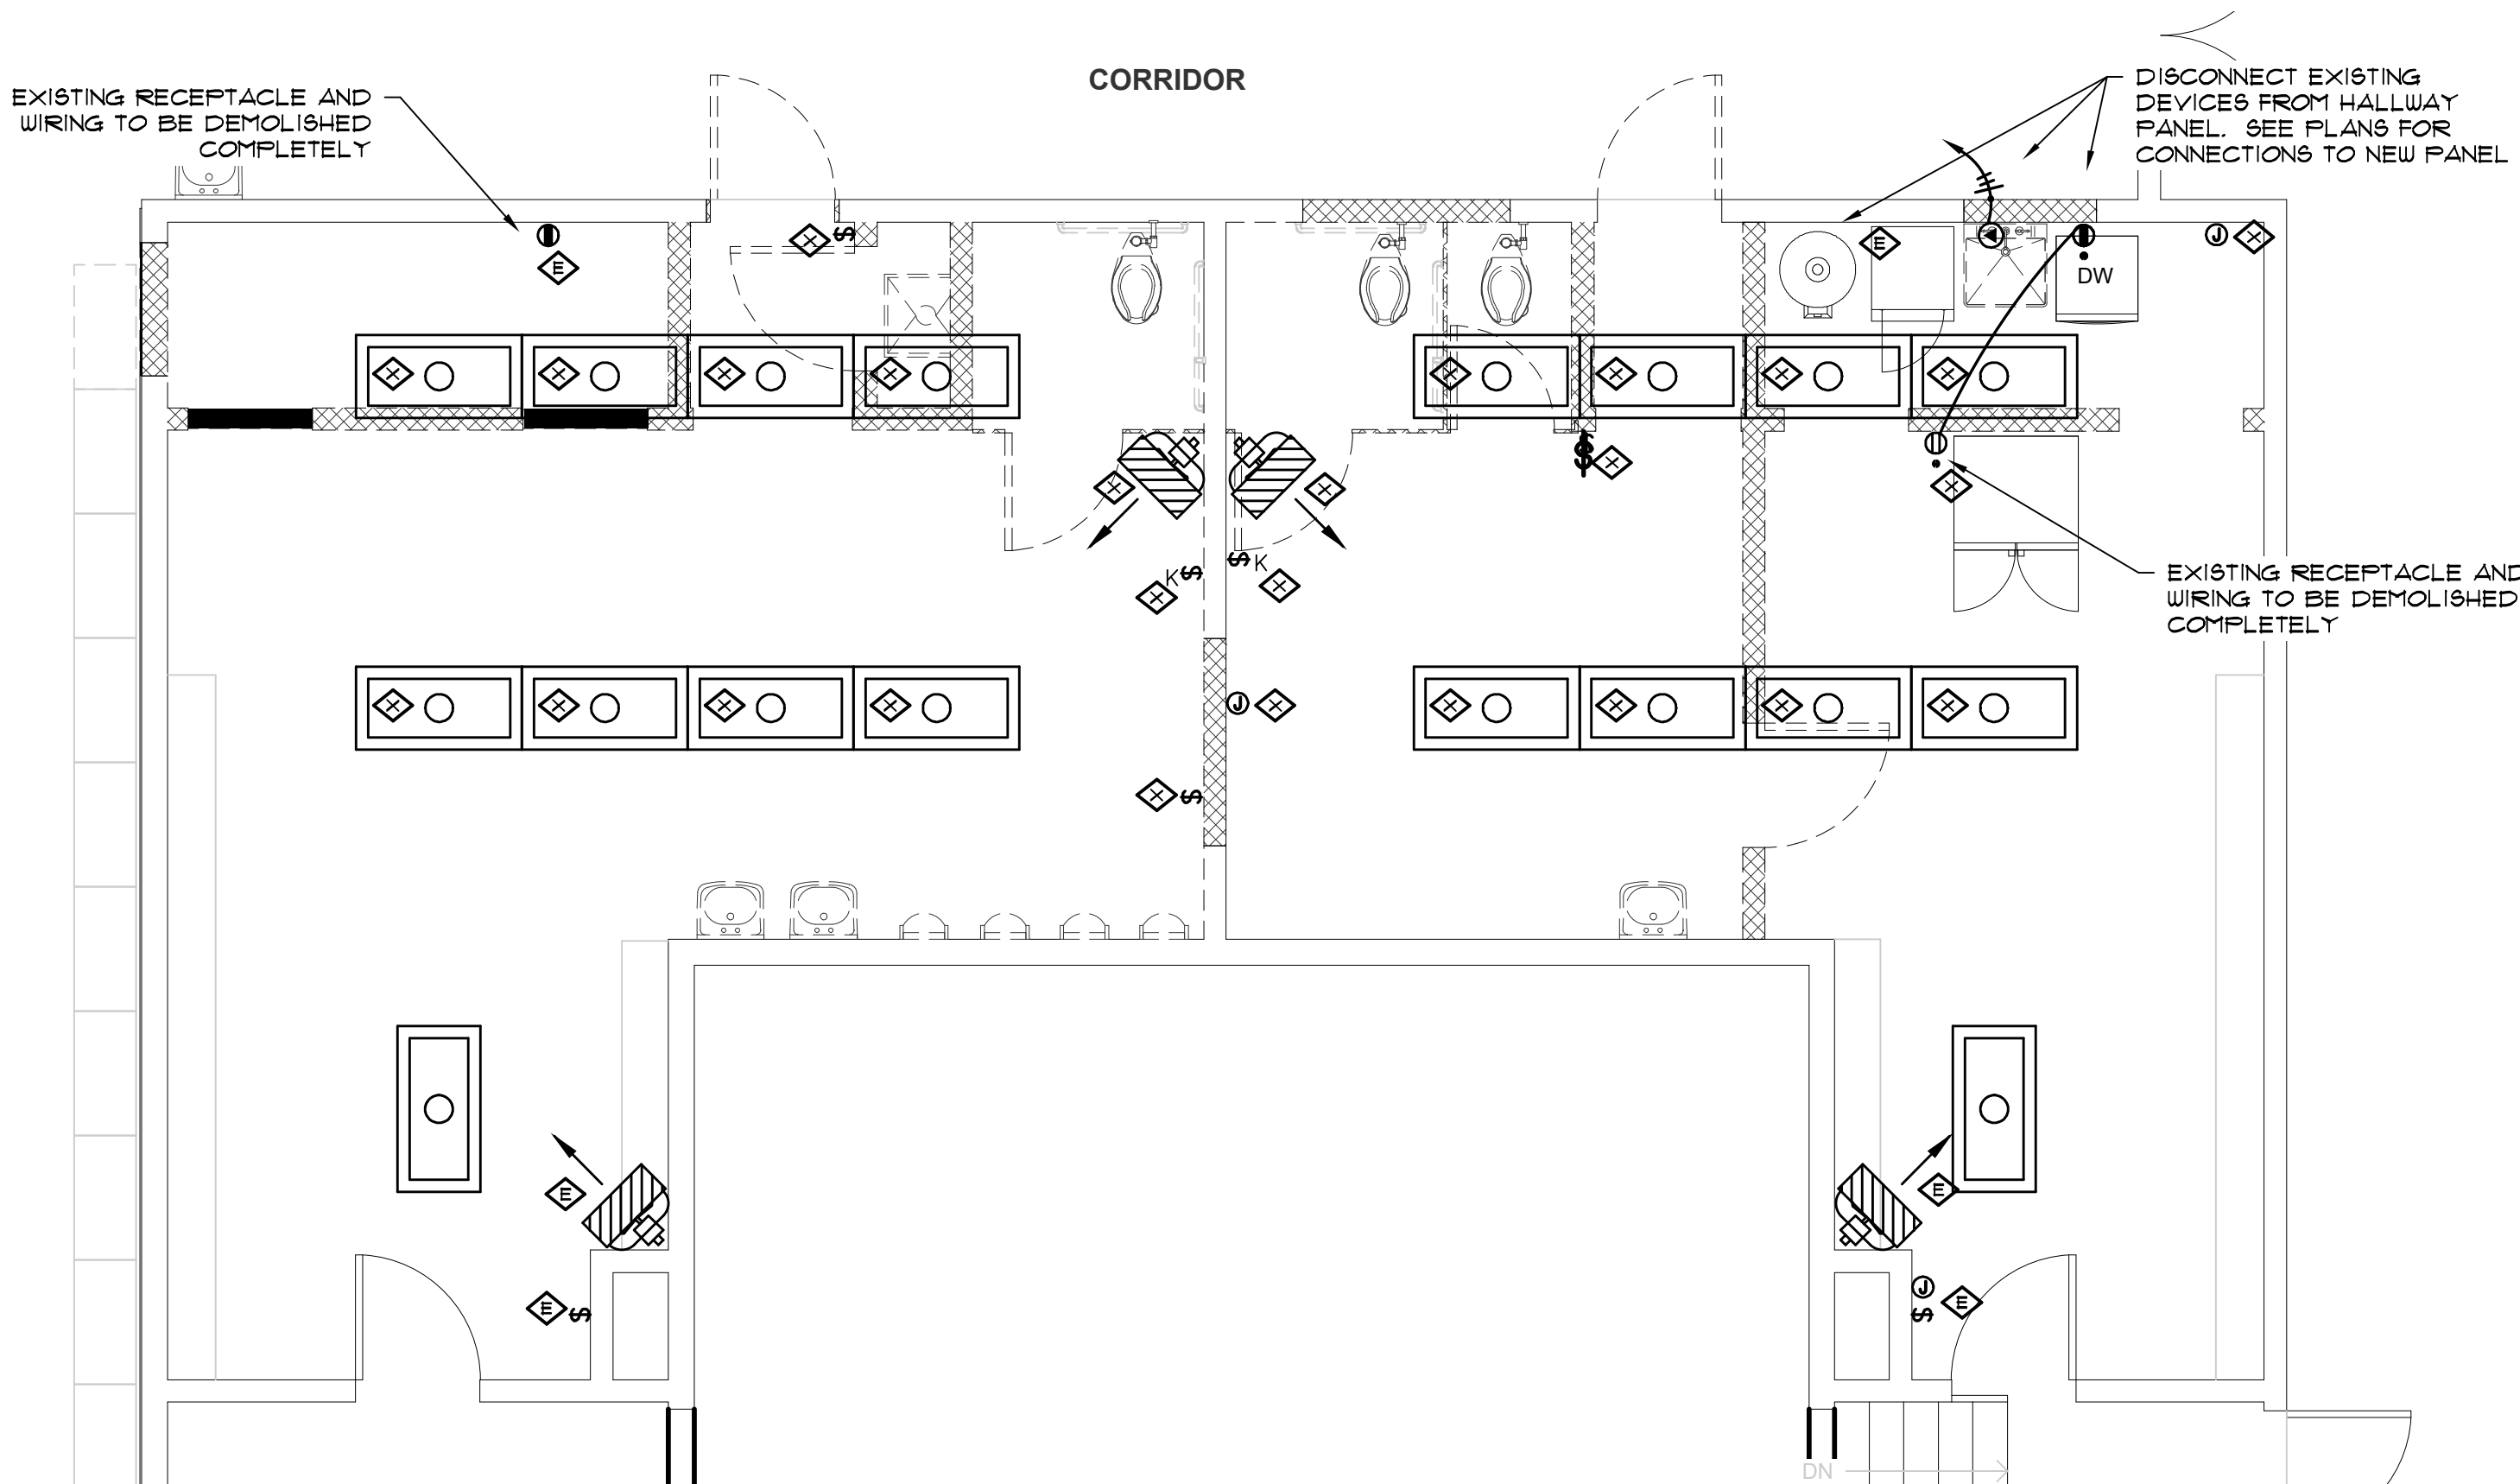 CORRIDOR
EXISTING RECEPTACLE AND
WIRING TO BE DEMOLISHED
COMPLETELY
DISCONNECT EXISTING
DEVICES FROM HALLWAY
PANEL. SEE PLANS FOR
CONNECTIONS TO NEW PANEL
$
X
E
E
J
X
DW
X
X
X
X
X
X
X
X
$
$
X
X
X
X
K
$
$
K
X
X
EXISTING RECEPTACLE AND
WIRING TO BE DEMOLISHED
COMPLETELY
X
X
X
X
J
X
X
X
X
X
X
$
E
E
E
$
J
$
E
DN